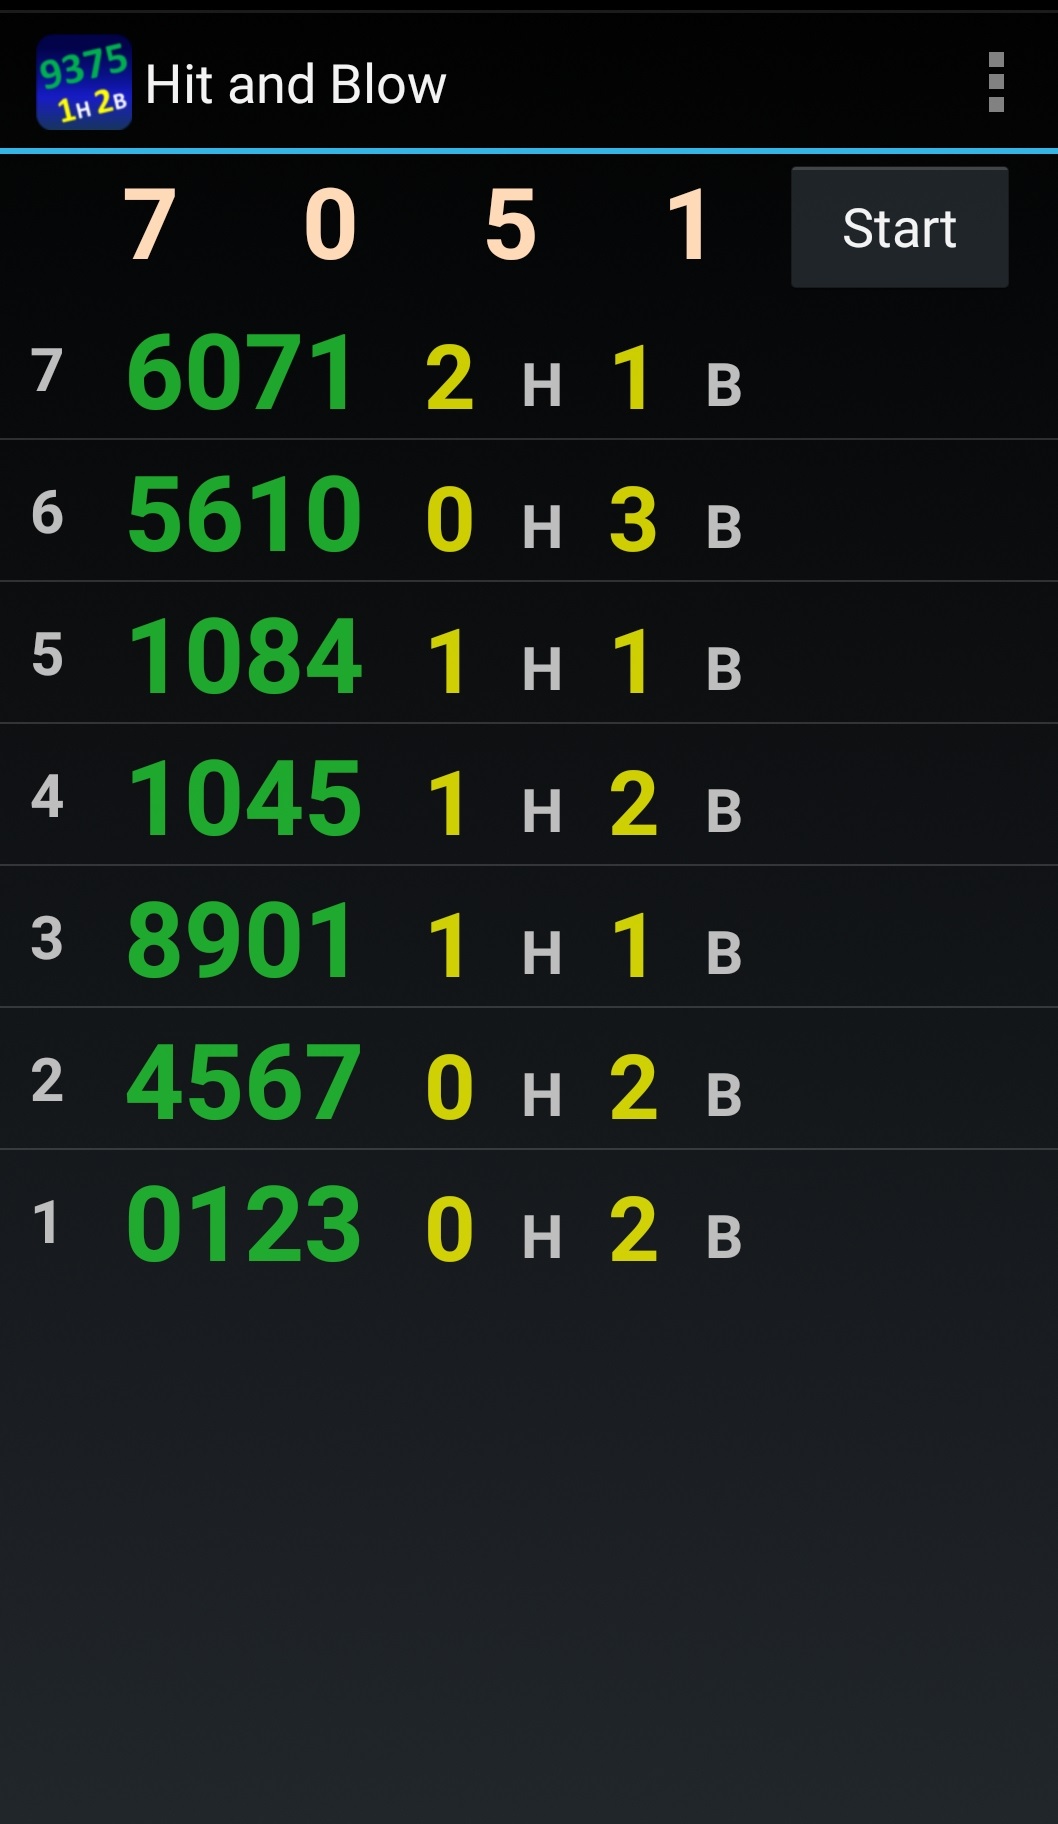 9375
1H 2B
Hit and Blow
7 0 5 1 Start
7 6071 2 H 1 B
6 5610 0 H 3 B
5 1084 1 H 1 B
4 1045 1 H 2 B
3 8901 1 H 1 B
2 4567 0 H 2 B
1 0123 0 H 2 B